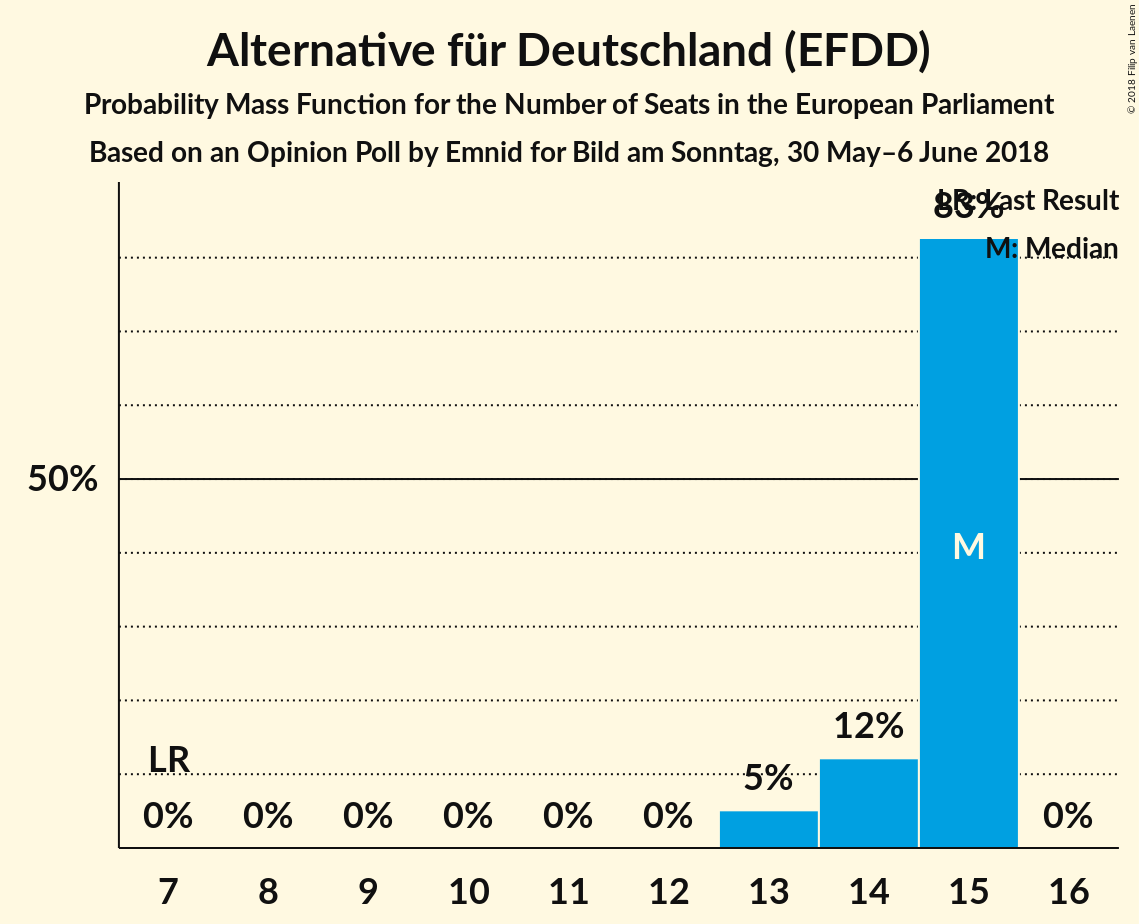 Alternative für Deutschland (EFDD)
Probability Mass Function for the Number of Seats in the European Parliament
Based on an Opinion Poll by Emnid for Bild am Sonntag, 30 May–6 June 2018
© 2018 Filip van Laenen
LR: Last Result
M: Median
83%
50%
M
12%
LR
5%
0% 0% 0% 0% 0% 0% 0%
7 8 9 10 11 12 13 14 15 16